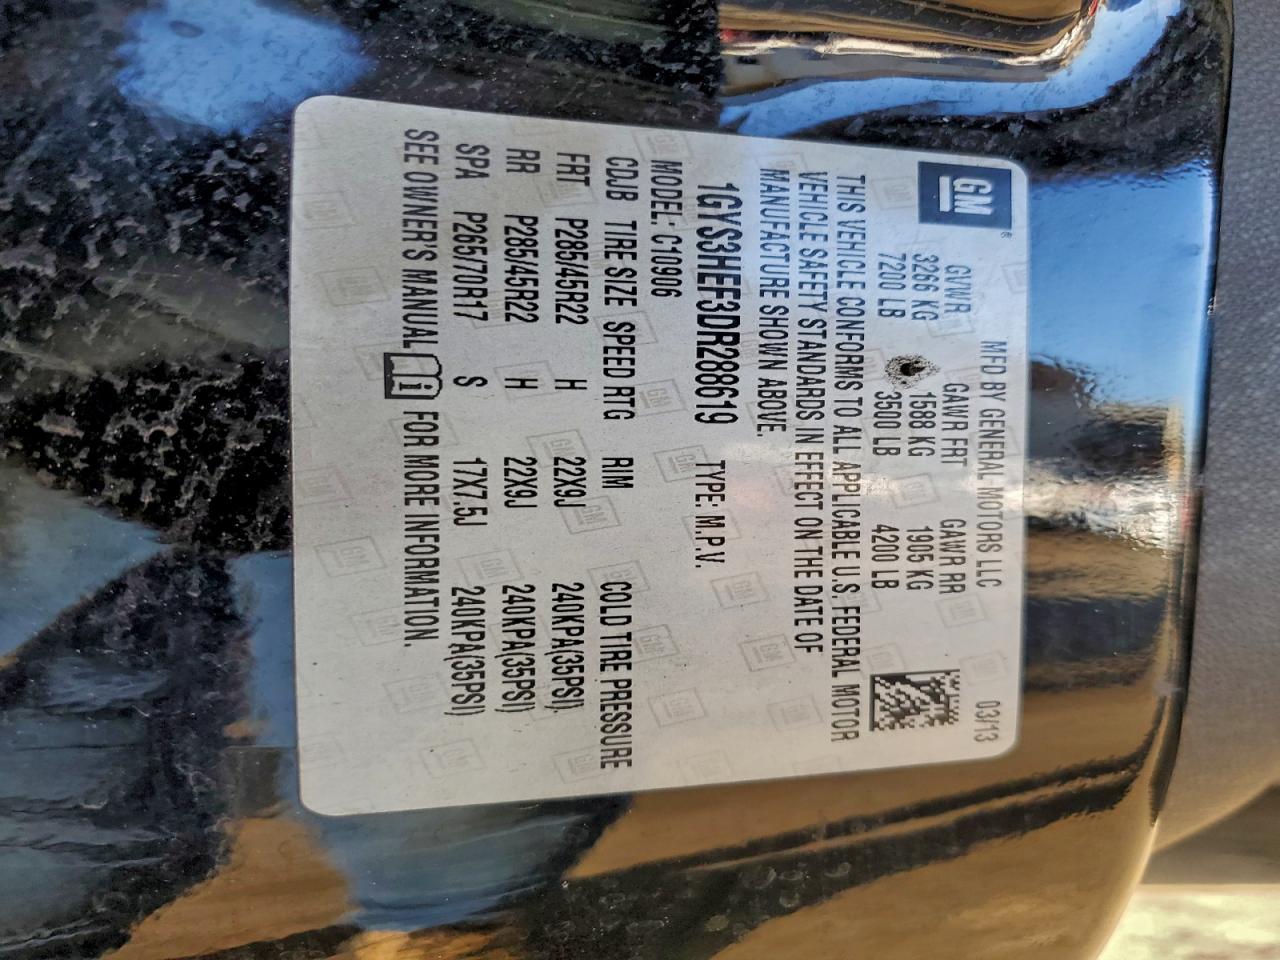 GM®
MFD BY GENERAL MOTORS LLC 03/13
GVWR GAWR FRT GAWR RR
3266 KG 1588 KG 1905 KG
7200 LB 3500 LB 4200 LB
THIS VEHICLE CONFORMS TO ALL APPLICABLE U.S. FEDERAL MOTOR
VEHICLE SAFETY STANDARDS IN EFFECT ON THE DATE OF
MANUFACTURE SHOWN ABOVE.
1GYS3HEF3DR288619 TYPE: M.P.V.
MODEL: C10906
CDJB TIRE SIZE SPEED RTG RIM COLD TIRE PRESSURE
FRT P285/45R22 H 22X9J 240KPA(35PSI)
RR P285/45R22 H 22X9J 240KPA(35PSI)
SPA P265/70R17 S 17X7.5J 240KPA(35PSI)
SEE OWNER'S MANUAL i FOR MORE INFORMATION.